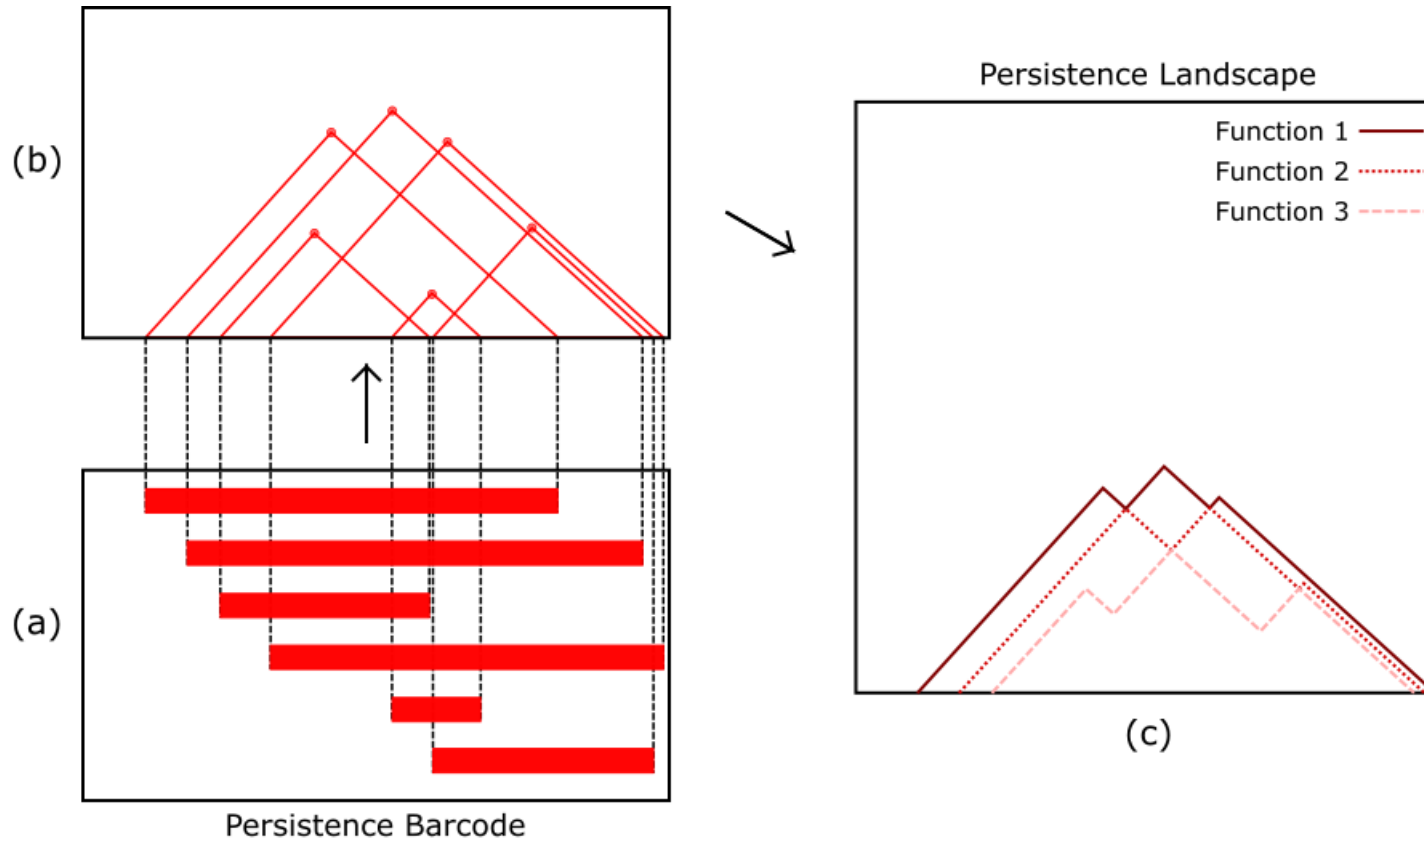 (b)
(a)
Persistence Barcode
Persistence Landscape
Function 1
Function 2
Function 3
(c)